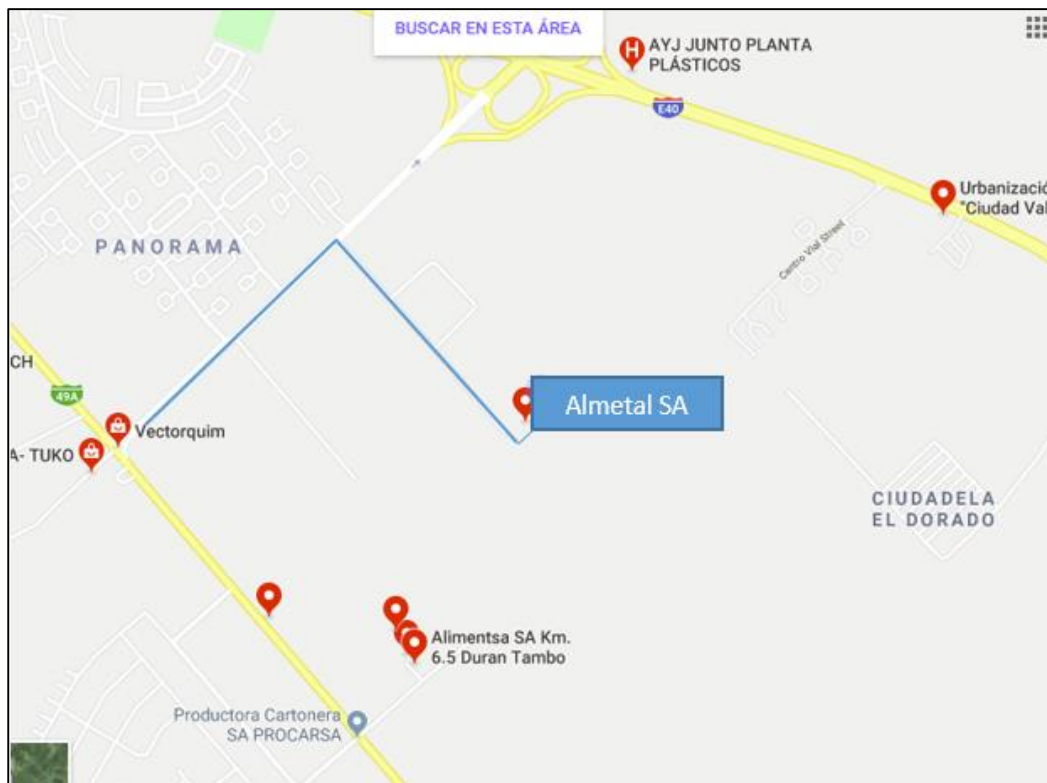 BUSCAR EN ESTA ÁREA
AYJ JUNTO PLANTA
PLÁSTICOS
E40
Urbanizació
"Ciudad Val
Centro Vial Street
PANORAMA
CH
49A
Almetal SA
Vectorquim
A- TUKO
CIUDADELA
EL DORADO
Alimentsa SA Km.
6.5 Duran Tambo
Productora Cartonera
SA PROCARSA